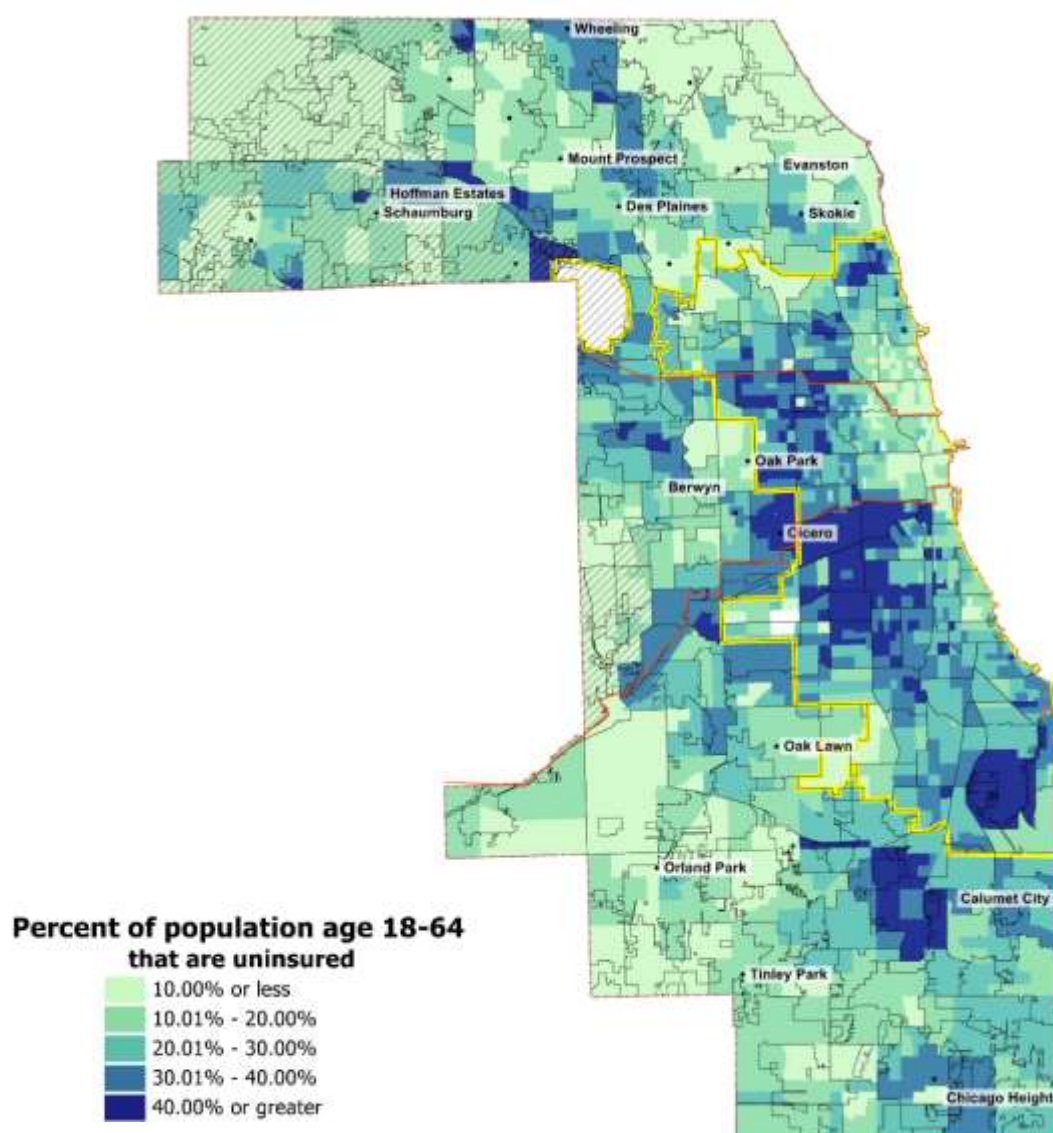 Wheeling
Mount Prospect
Evanston
Hoffman Estates
Des Plaines
Skokie
Schaumburg
Oak Park
Berwyn
Cicero
Oak Lawn
Orland Park
Calumet City
Tinley Park
Chicago Height
Percent of population age 18-64
that are uninsured
10.00% or less
10.01% - 20.00%
20.01% - 30.00%
30.01% - 40.00%
40.00% or greater